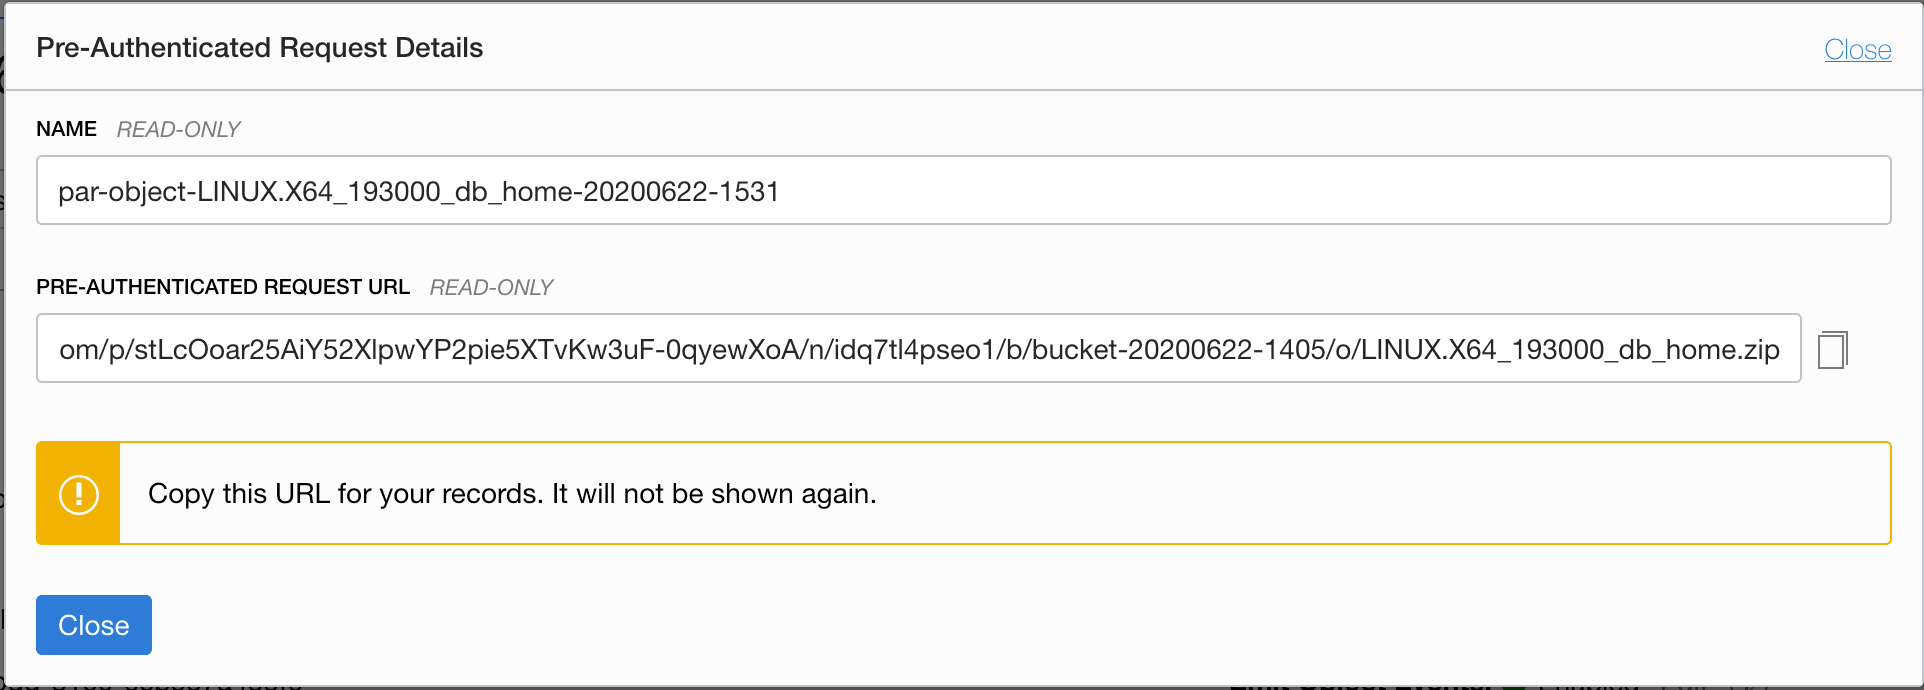 Pre-Authenticated Request Details
Close
NAME READ-ONLY
par-object-LINUX.X64_193000_db_home-20200622-1531
PRE-AUTHENTICATED REQUEST URL READ-ONLY
om/p/stLcOoar25AiY52XlpwYP2pie5XTvKw3uF-0qyewXoA/n/idq7tl4pseo1/b/bucket-20200622-1405/o/LINUX.X64_193000_db_home.zip
Copy this URL for your records. It will not be shown again.
Close